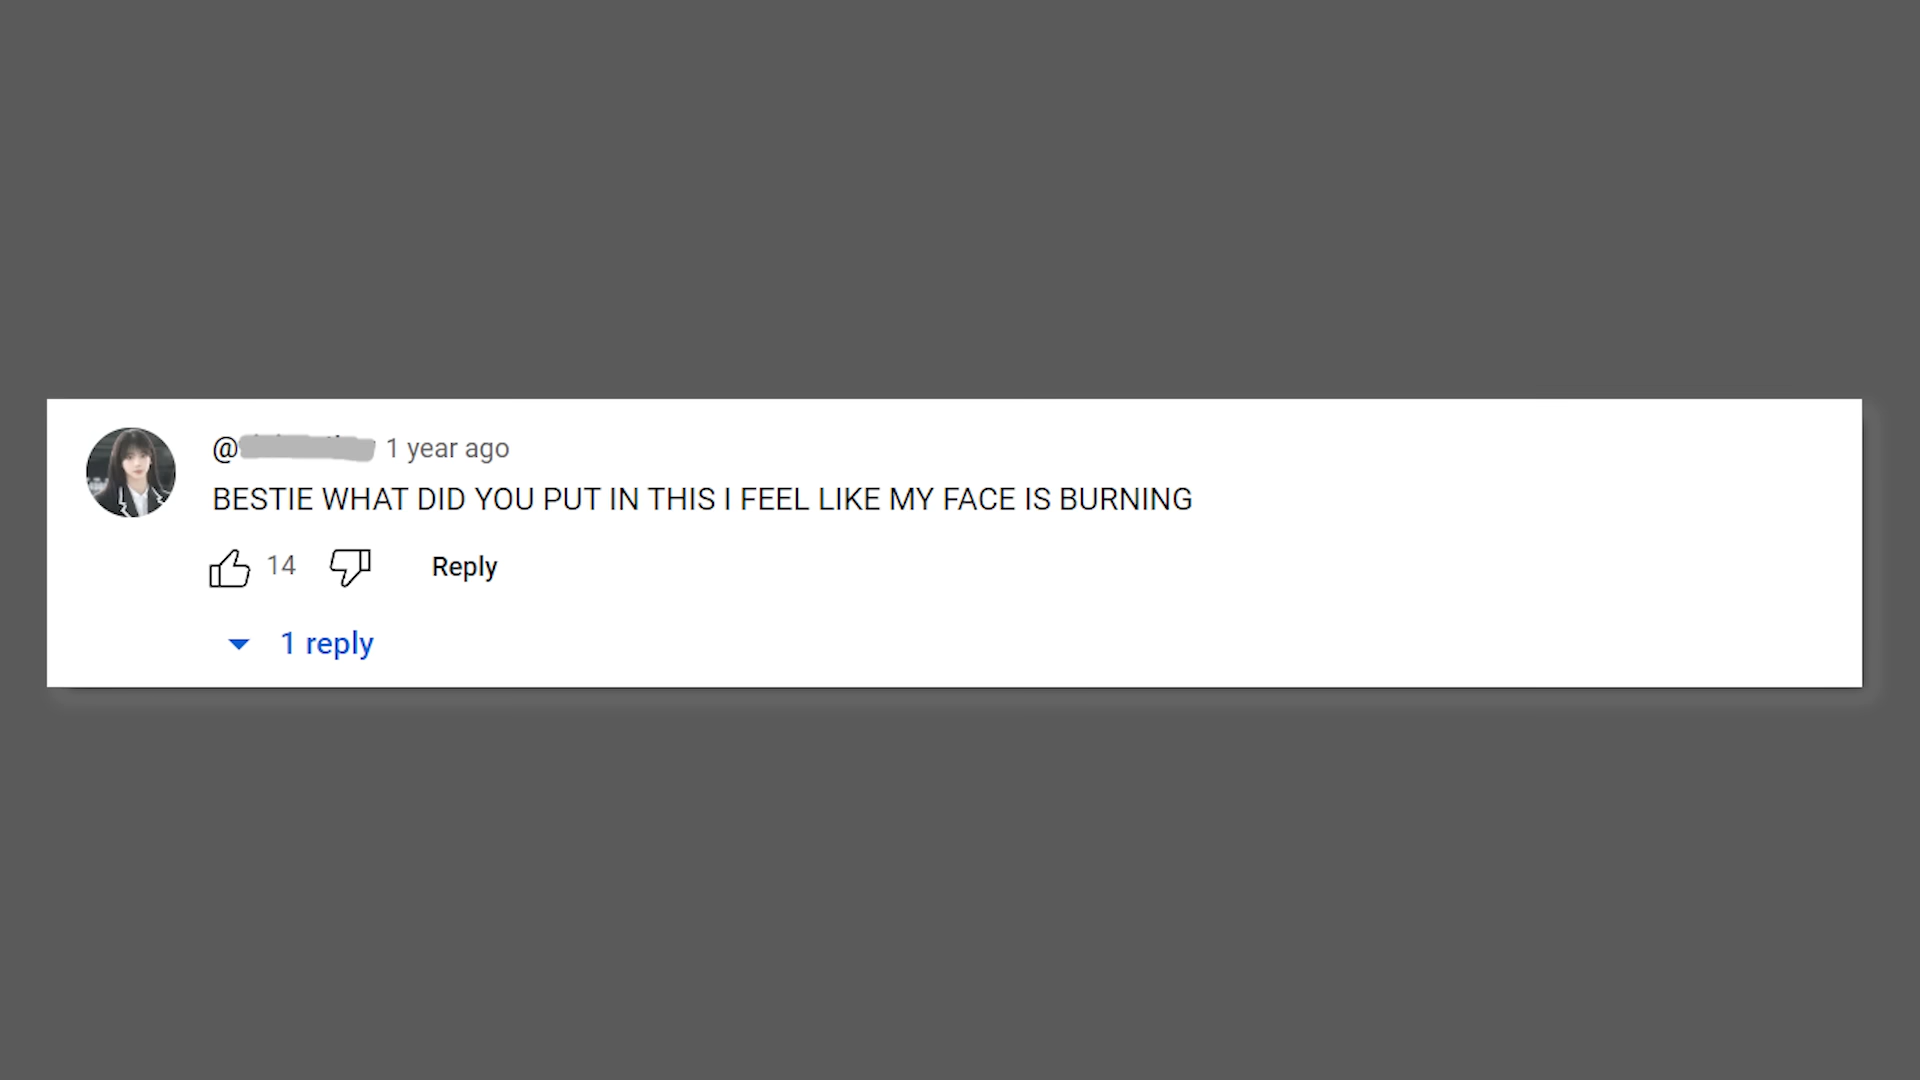 @ 1 year ago
BESTIE WHAT DID YOU PUT IN THIS I FEEL LIKE MY FACE IS BURNING
14 Reply
1 reply